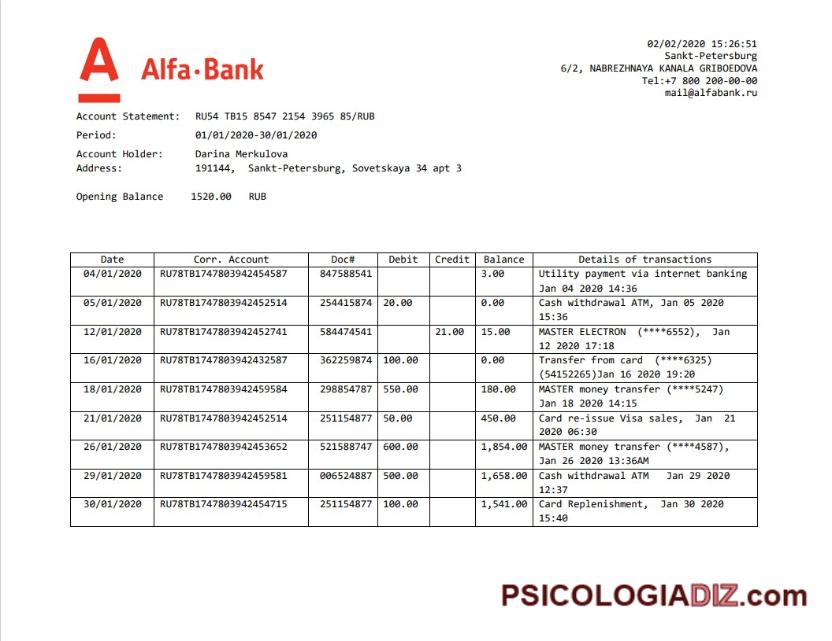 Alfa·Bank
02/02/2020 15:26:51
Sankt-Petersburg
6/2, NABREZHNAYA KANALA GRIBOEDOVA
Tel:+7 800 200-00-00
mail@alfabank.ru
Account Statement: RU54 TB15 8547 2154 3965 85/RUB
Period: 01/01/2020-30/01/2020
Account Holder: Darina Merkulova
Address: 191144, Sankt-Petersburg, Sovetskaya 34 apt 3
Opening Balance 1520.00 RUB
Date Corr. Account Doc# Debit Credit Balance Details of transactions
04/01/2020 RU78TB1747803942454587 847588541 3.00 Utility payment via internet banking
Jan 04 2020 14:36
05/01/2020 RU78TB1747803942452514 254415874 20.00 0.00 Cash withdrawal ATM, Jan 05 2020
15:36
12/01/2020 RU78TB1747803942452741 584474541 21.00 15.00 MASTER ELECTRON (****6552), Jan
12 2020 17:18
16/01/2020 RU78TB1747803942432587 362259874 100.00 0.00 Transfer from card (****6325)
(54152265)Jan 16 2020 19:20
18/01/2020 RU78TB1747803942459584 298854787 550.00 180.00 MASTER money transfer (****5247)
Jan 18 2020 14:15
21/01/2020 RU78TB1747803942452514 251154877 50.00 450.00 Card re-issue Visa sales, Jan 21
2020 06:30
26/01/2020 RU78TB1747803942453652 521588747 600.00 1,854.00 MASTER money transfer (****4587),
Jan 26 2020 13:36AM
29/01/2020 RU78TB1747803942459581 006524887 500.00 1,658.00 Cash withdrawal ATM Jan 29 2020
12:37
30/01/2020 RU78TB1747803942454715 251154877 100.00 1,541.00 Card Replenishment, Jan 30 2020
15:40
PSICOLOGIADIZ.com